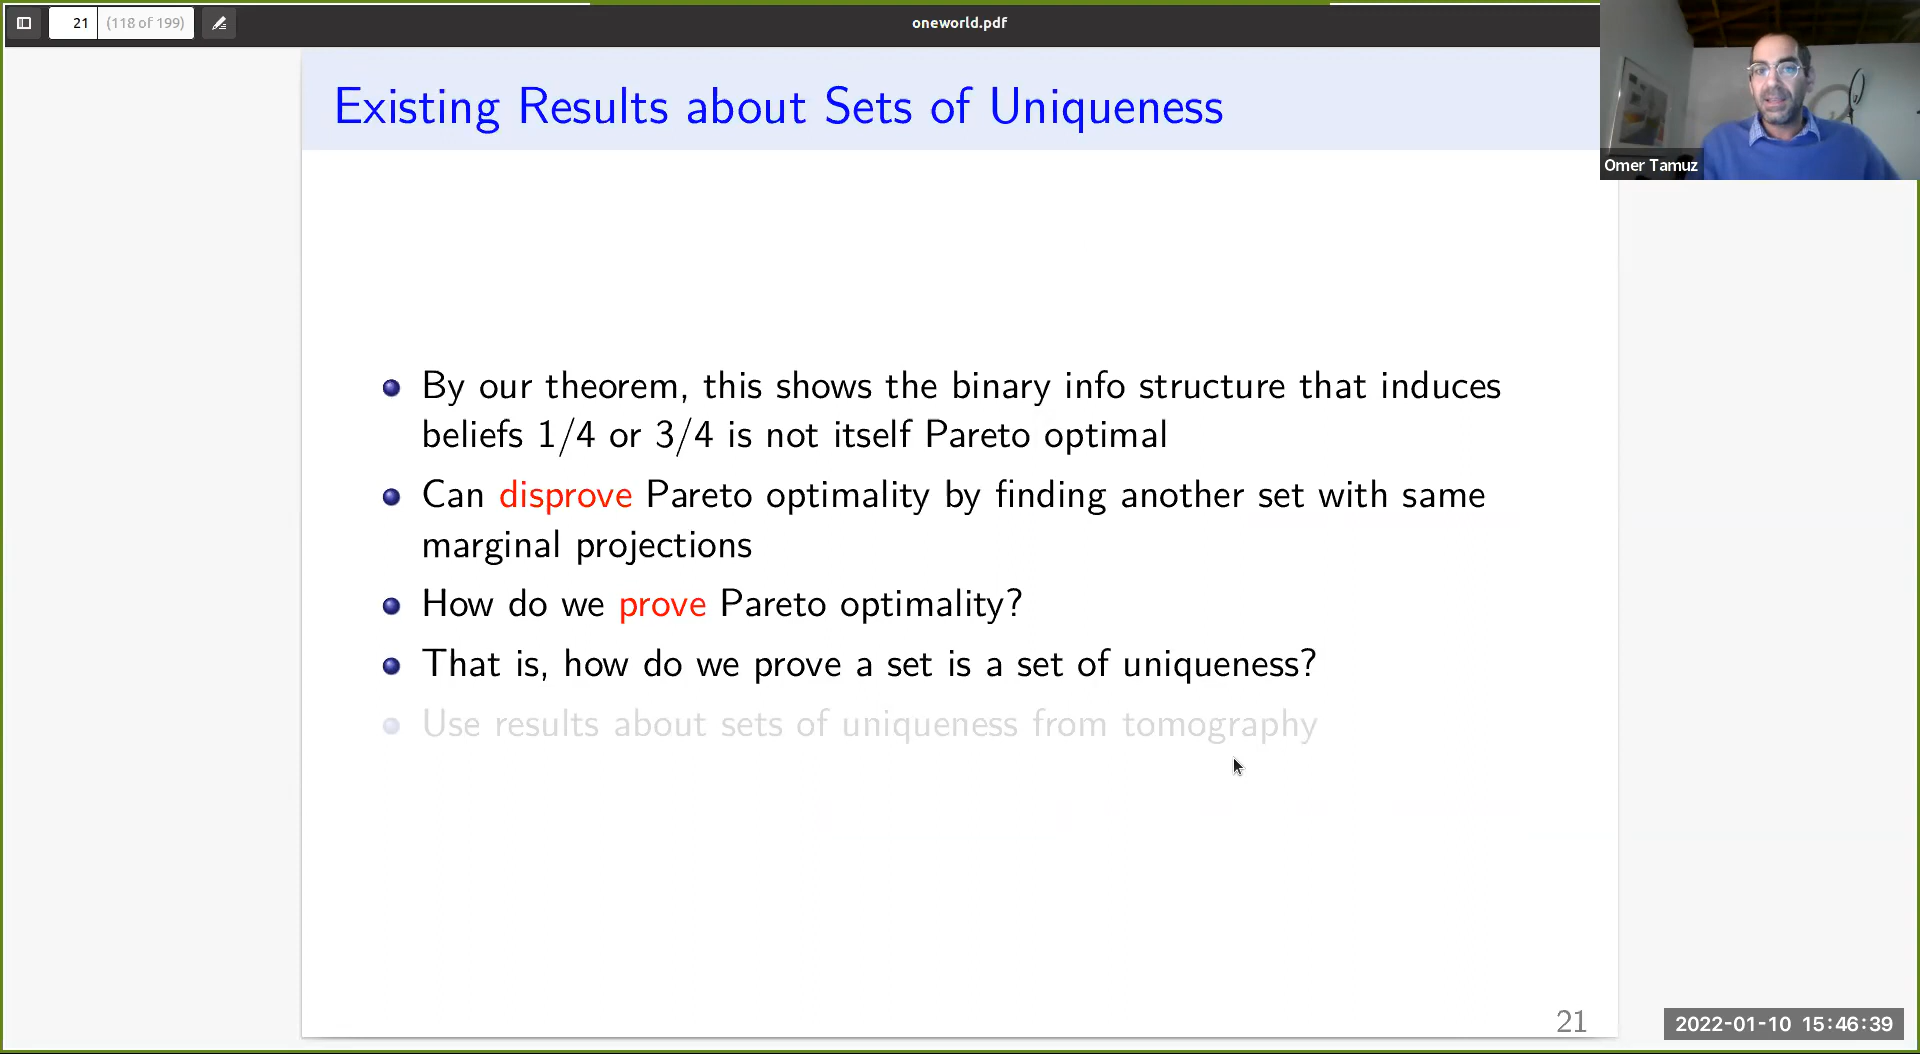 21 (118 of 199)
oneworld.pdf
Existing Results about Sets of Uniqueness
Omer Tamuz
By our theorem, this shows the binary info structure that induces
beliefs 1/4 or 3/4 is not itself Pareto optimal
Can disprove Pareto optimality by finding another set with same
marginal projections
How do we prove Pareto optimality?
That is, how do we prove a set is a set of uniqueness?
Use results about sets of uniqueness from tomography
21
2022-01-10 15:46:39